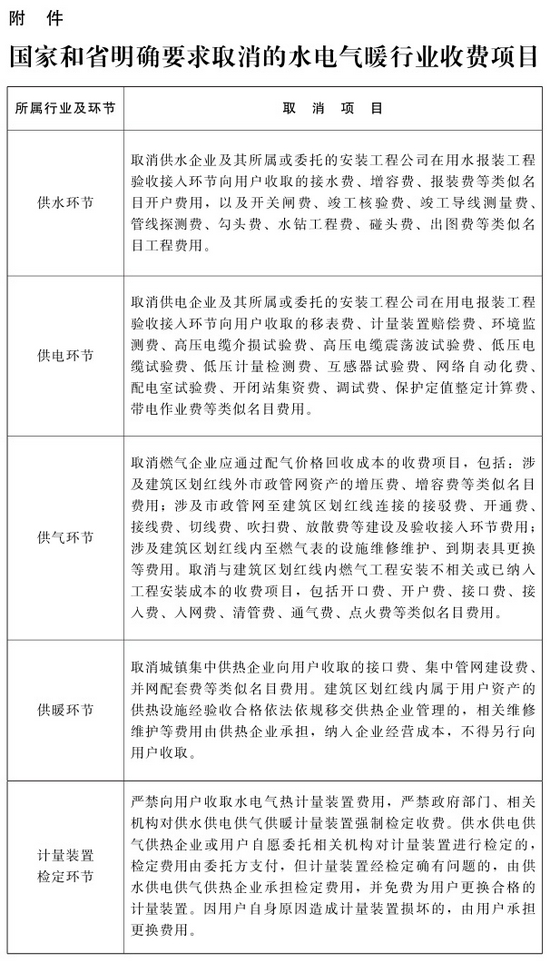 附 件
国家和省明确要求取消的水电气暖行业收费项目
所属行业及环节
取 消 项 目
供水环节
取消供水企业及其所属或委托的安装工程公司在用水报装工程
验收接入环节向用户收取的接水费、增容费、报装费等类似名
目开户费用，以及开关闸费、竣工核验费、竣工导线测量费、
管线探测费、勾头费、水钻工程费、碰头费、出图费等类似名
目工程费用。
供电环节
取消供电企业及其所属或委托的安装工程公司在用电报装工程
验收接入环节向用户收取的移表费、计量装置赔偿费、环境监
测费、高压电缆介损试验费、高压电缆震荡波试验费、低压电
缆试验费、低压计量检测费、互感器试验费、网络自动化费、
配电室试验费、开闭站集资费、调试费、保护定值整定计算费、
带电作业费等类似名目费用。
供气环节
取消燃气企业应通过配气价格回收成本的收费项目，包括：涉
及建筑区划红线外市政管网资产的增压费、增容费等类似名目
费用；涉及市政管网至建筑区划红线连接的接驳费、开通费、
接线费、切线费、吹扫费、放散费等建设及验收接入环节费用；
涉及建筑区划红线内至燃气表的设施维修维护、到期表具更换
等费用。取消与建筑区划红线内燃气工程安装不相关或已纳入
工程安装成本的收费项目，包括开口费、开户费、接口费、接
入费、入网费、清管费、通气费、点火费等类似名目费用。
供暖环节
取消城镇集中供热企业向用户收取的接口费、集中管网建设费、
并网配套费等类似名目费用。建筑区划红线内属于用户资产的
供热设施经验收合格依法依规移交供热企业管理的，相关维修
维护等费用由供热企业承担，纳入企业经营成本，不得另行向
用户收取。
计量装置
检定环节
严禁向用户收取水电气热计量装置费用，严禁政府部门、相关
机构对供水供电供气供暖计量装置强制检定收费。供水供电供
气供热企业或用户自愿委托相关机构对计量装置进行检定的，
检定费用由委托方支付，但计量装置经检定确有问题的，由供
水供电供气供热企业承担检定费用，并免费为用户更换合格的
计量装置。因用户自身原因造成计量装置损坏的，由用户承担
更换费用。